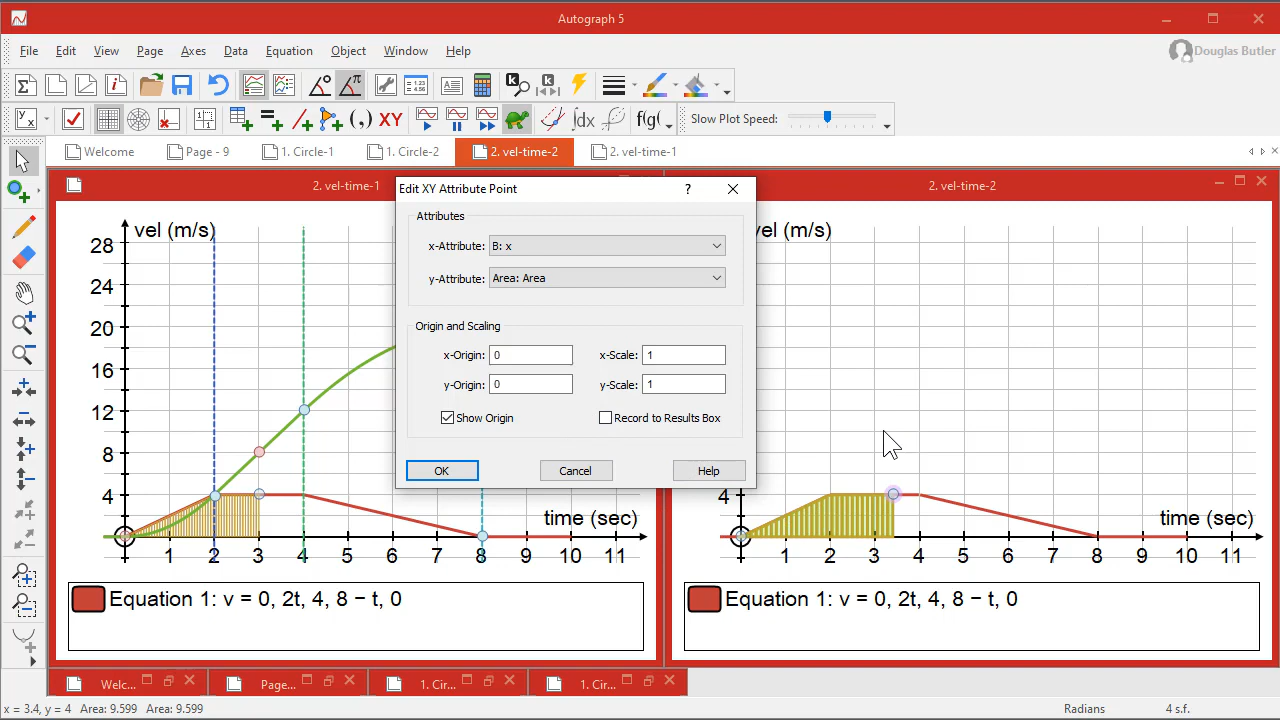 Autograph 5
File Edit View Page Axes Data Equation Object Window Help
Douglas Butler
XY
∫dx
f(g(
Slow Plot Speed:
Welcome
Page - 9
1. Circle-1
1. Circle-2
2. vel-time-2
2. vel-time-1
2. vel-time-1
2. vel-time-2
Edit XY Attribute Point
?
Attributes
x-Attribute: B: x
y-Attribute: Area: Area
Origin and Scaling
x-Origin: 0
x-Scale: 1
y-Origin: 0
y-Scale: 1
Show Origin
Record to Results Box
OK
Cancel
Help
vel (m/s)
28
24
20
16
12
8
4
time (sec)
1 2 3 4 5 6 7 8 9 10 11
Equation 1: v = 0, 2t, 4, 8 − t, 0
vel (m/s)
4
time (sec)
1 2 3 4 5 6 7 8 9 10 11
Equation 1: v = 0, 2t, 4, 8 − t, 0
Welc...
Page...
1. Cir...
1. Cir...
x = 3.4, y = 4 Area: 9.599 Area: 9.599
Radians
4 s.f.